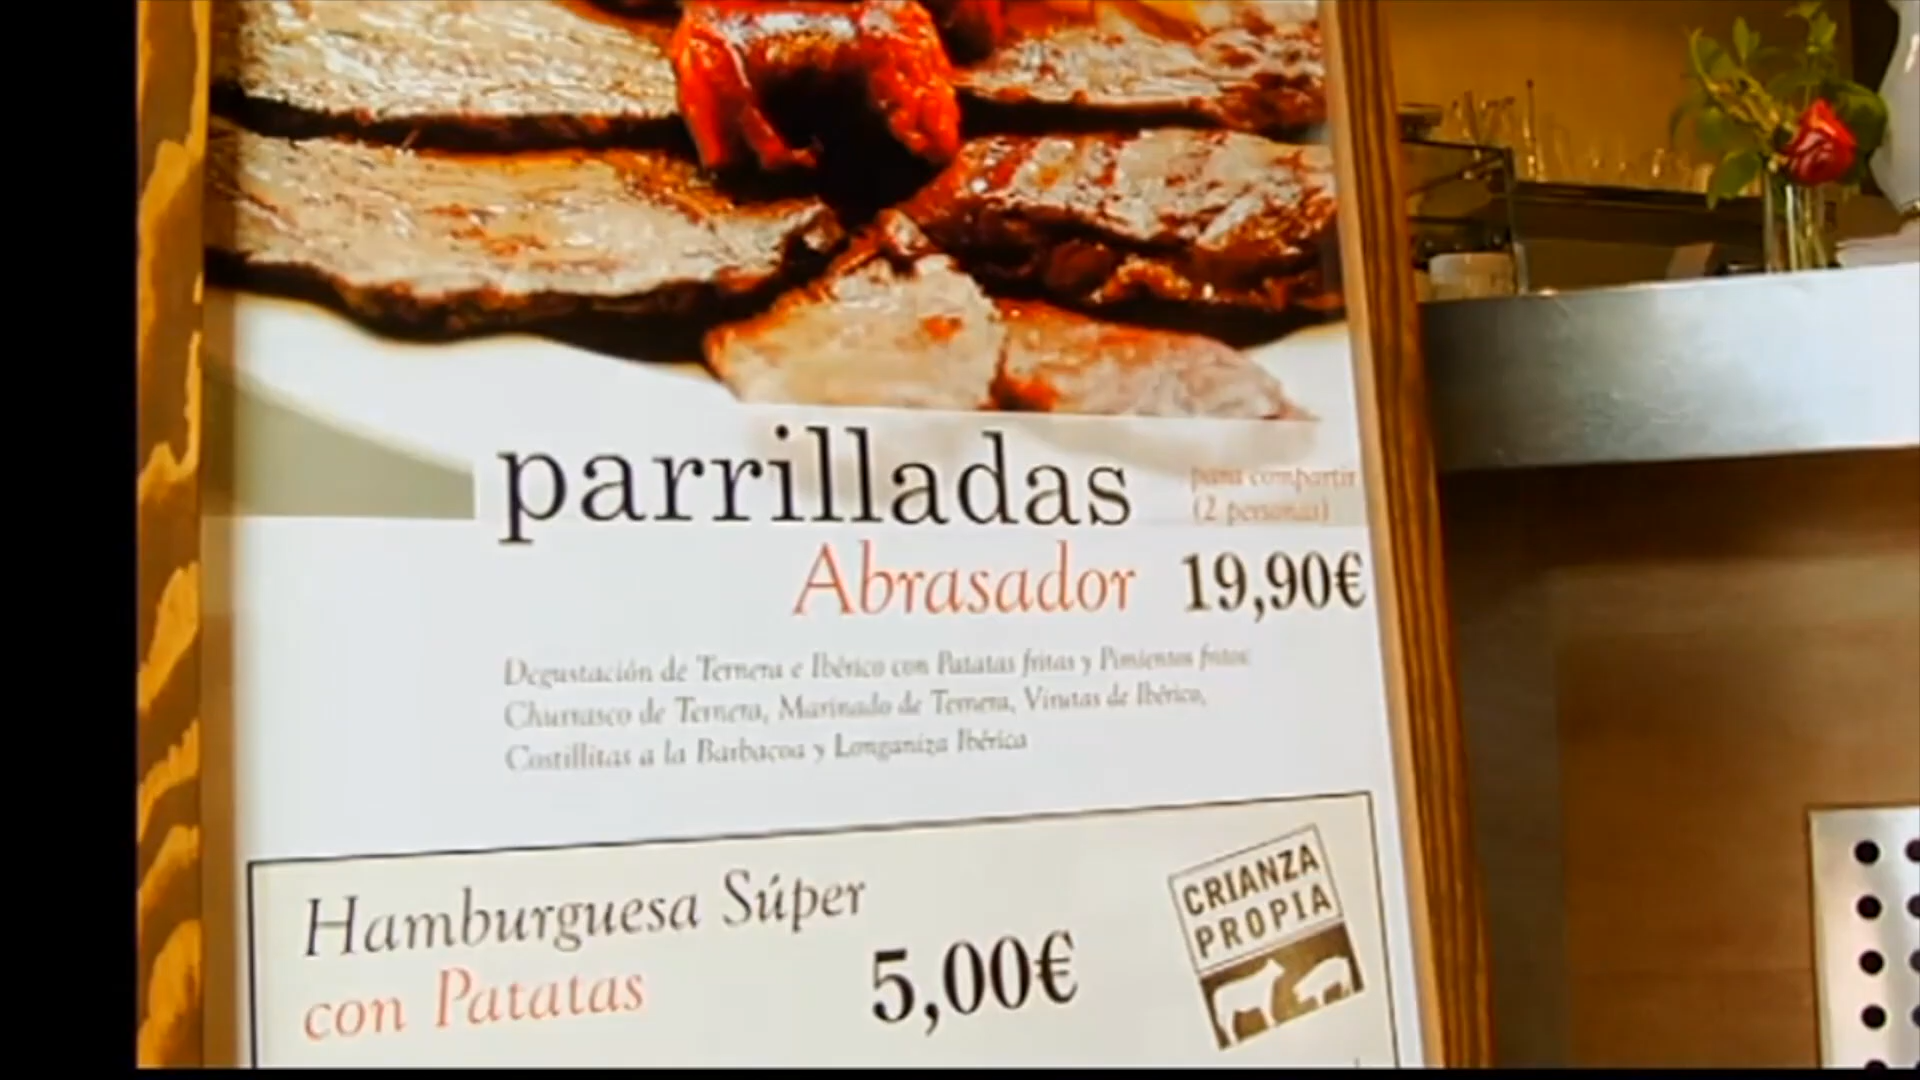 parrilladas
para compartir
(2 personas)
Abrasador 19,90€
Degustación de Ternera e Ibérico con Patatas fritas y Pimientos fritos:
Churrasco de Ternera, Marinado de Ternera, Virutas de Ibérico,
Costillitas a la Barbacoa y Longaniza Ibérica
Hamburguesa Súper
con Patatas
5,00€
CRIANZA
PROPIA